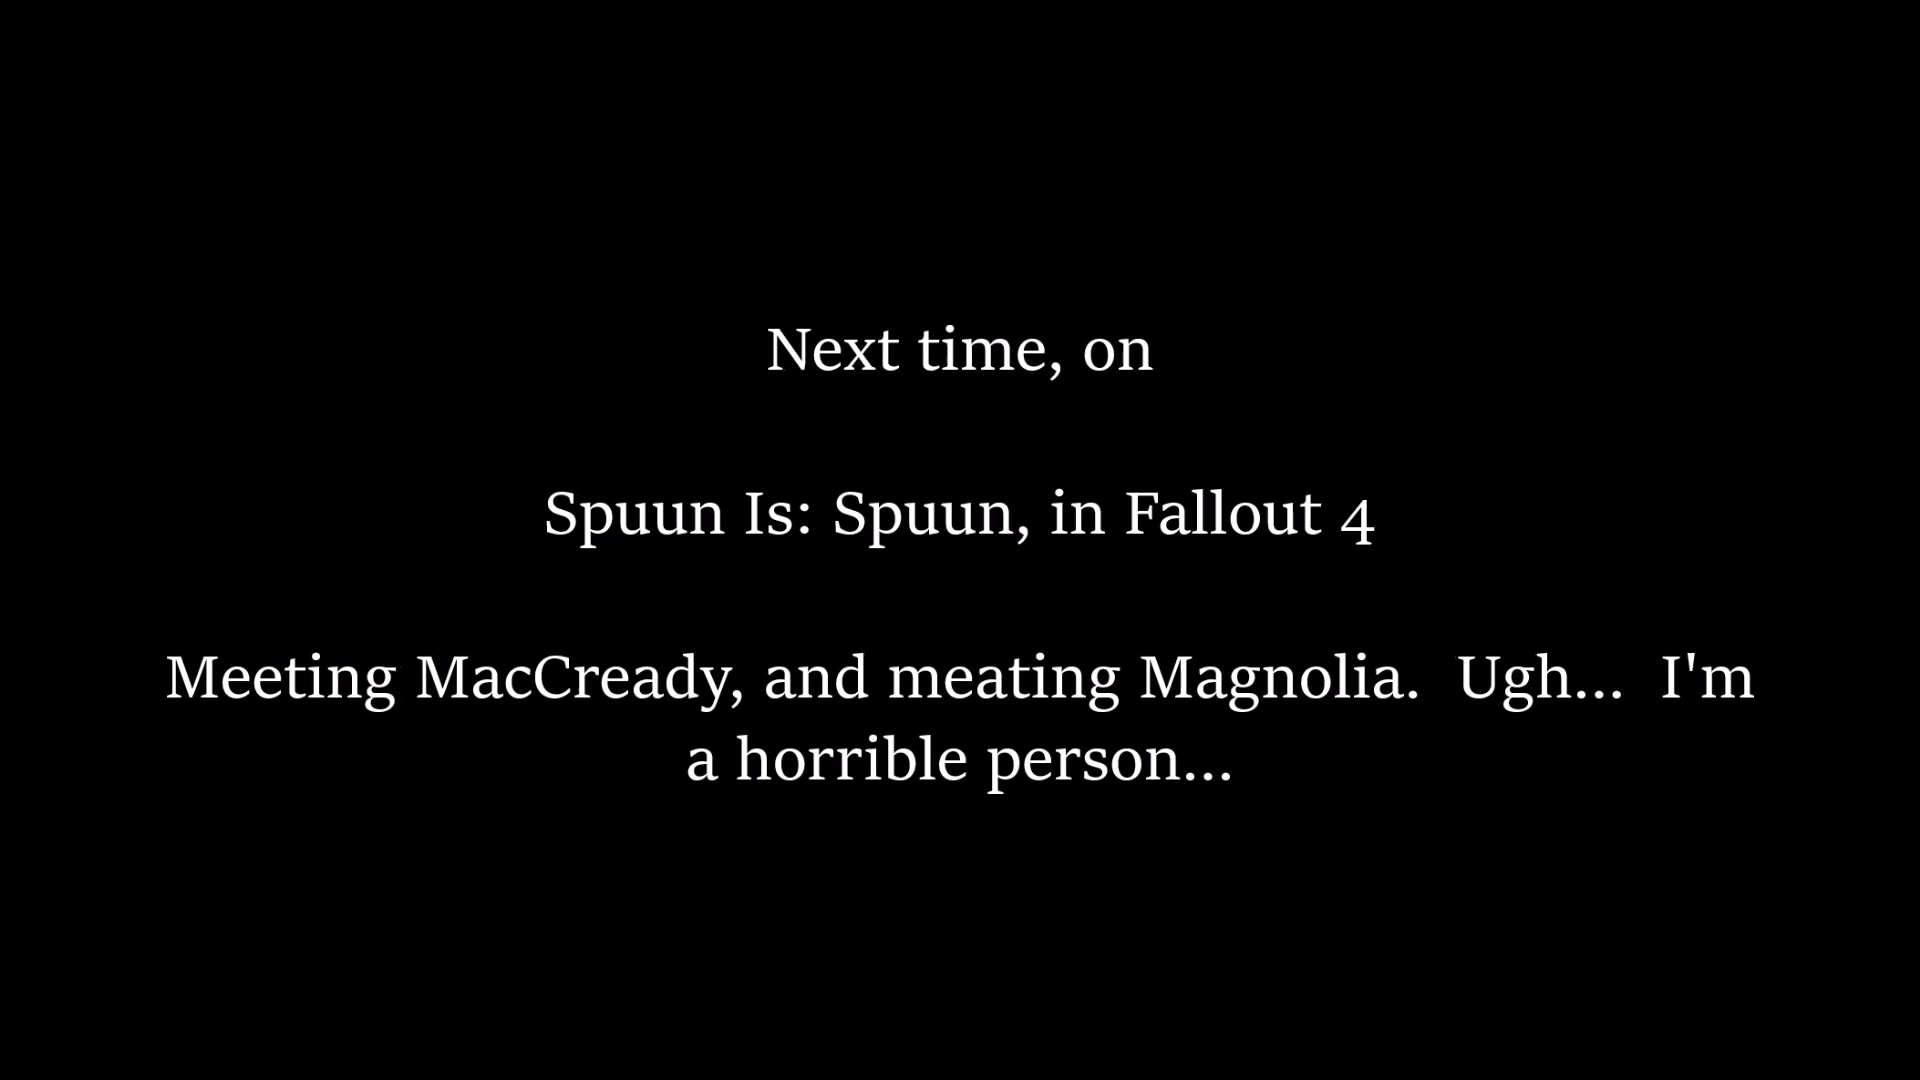 Next time, on
Spuun Is: Spuun, in Fallout 4
Meeting MacCready, and meating Magnolia.  Ugh...  I'm
a horrible person...